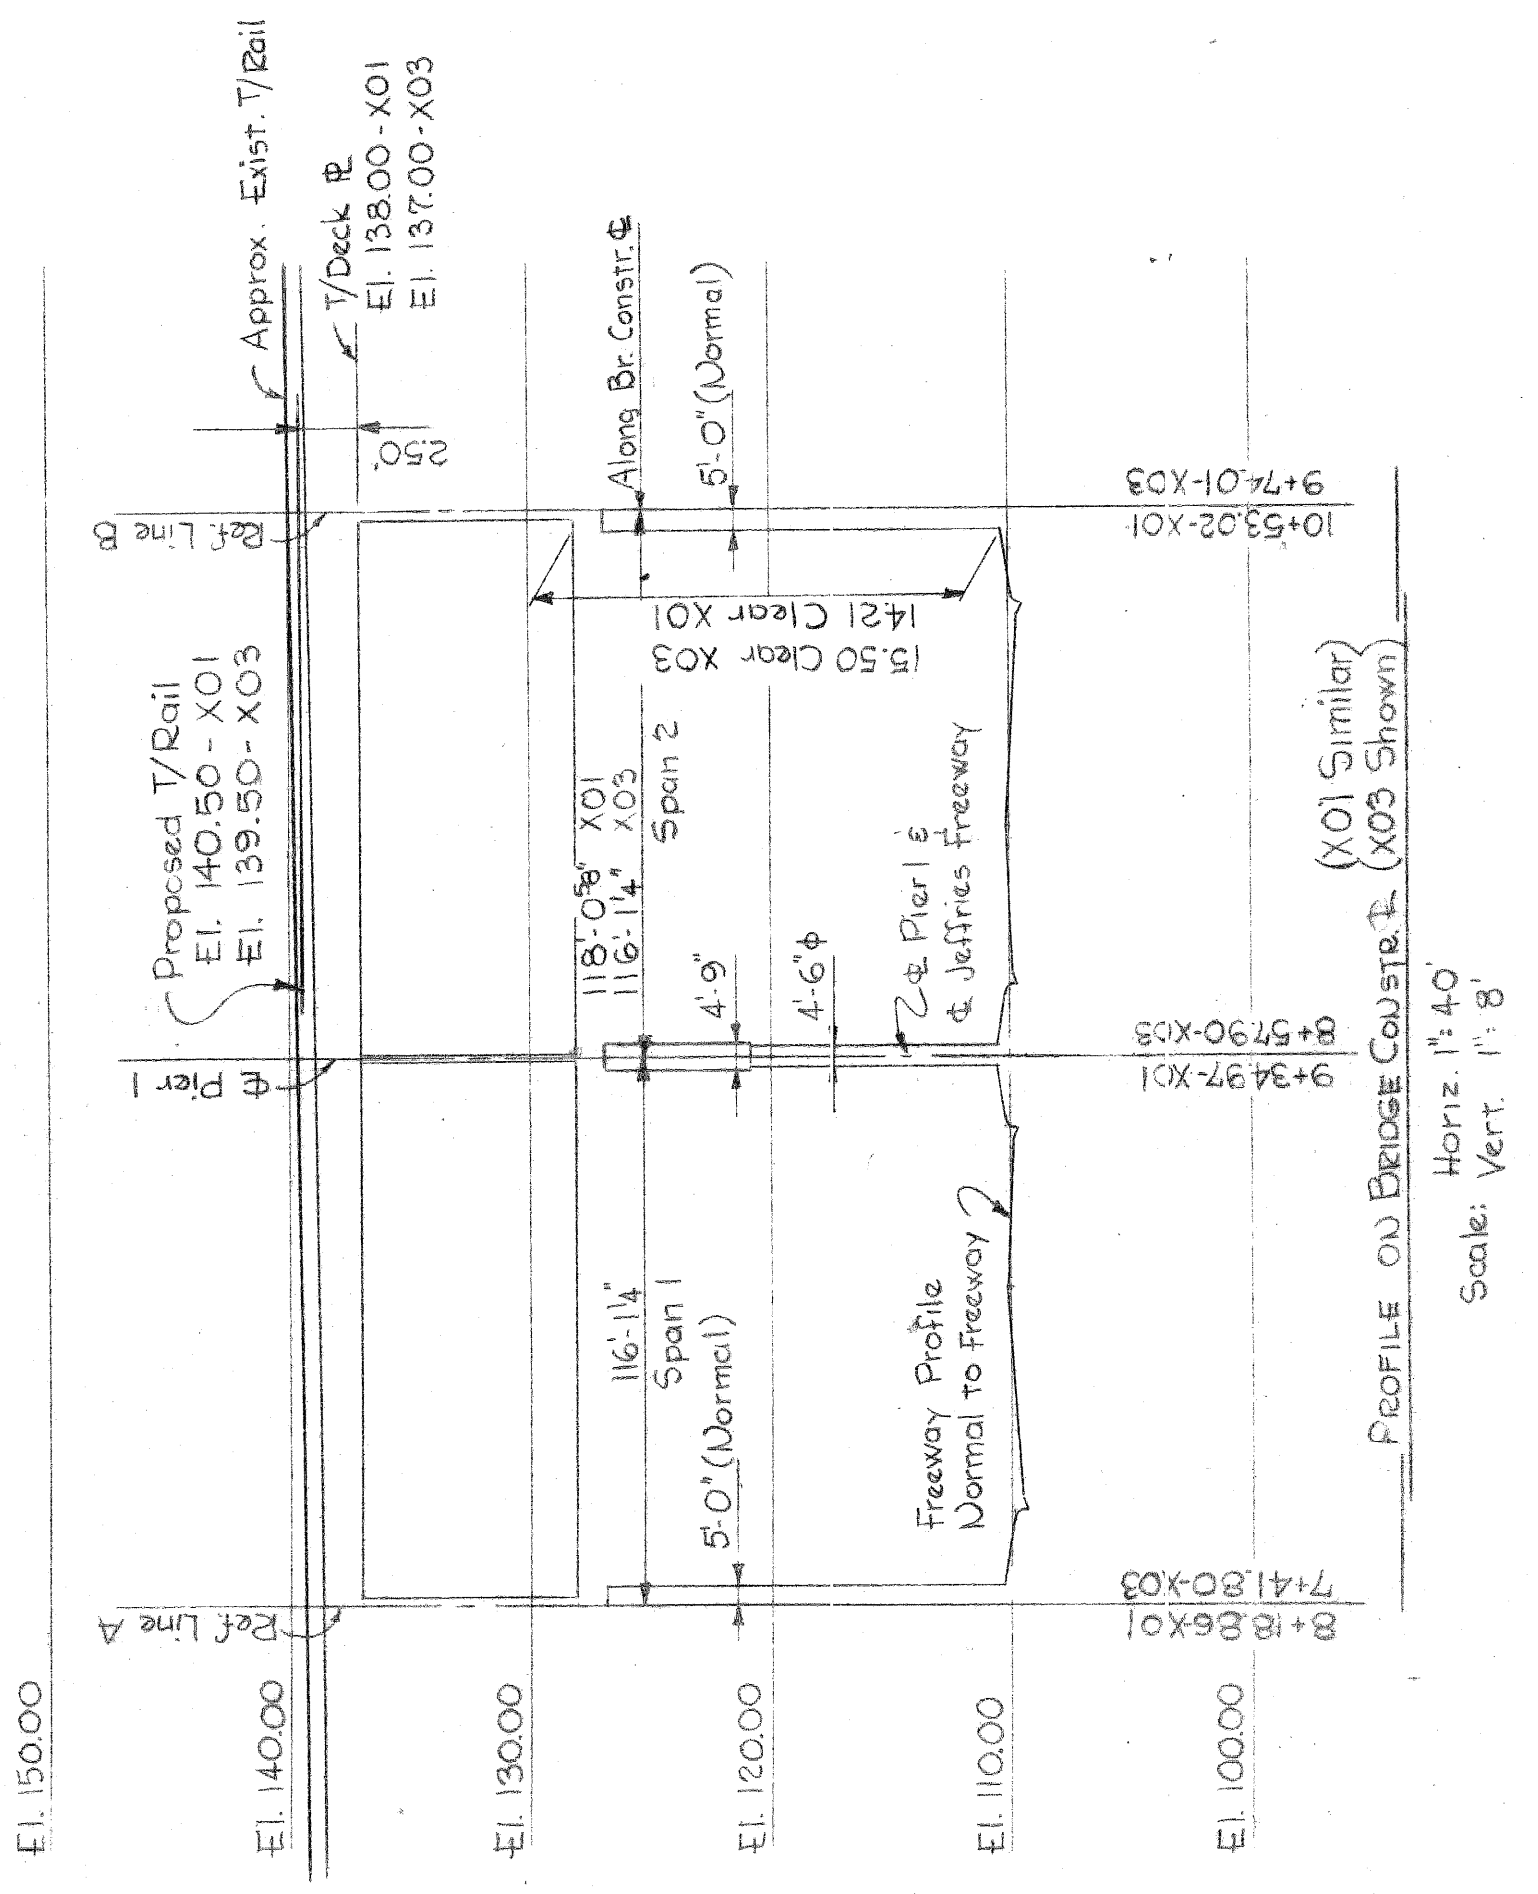 El. 150.00
El. 140.00
El. 130.00
El. 120.00
El. 110.00
El. 100.00
Approx. Exist. T/Rail
T/Deck ℄
El. 138.00 - X01
El. 137.00 - X03
2.50'
Proposed T/Rail
El. 140.50 - X01
El. 139.50 - X03
Ref. Line A
℄ Pier 1
Ref. Line B
Along Br. Constr. ℄
116'-1¼"
Span 1
118'-0⅝" X01
116'-1¼" X03
Span 2
5'-0" (Normal)
4'-9"
4'-6"ϕ
5'-0" (Normal)
14.21 Clear X01
15.50 Clear X03
Freeway Profile
Normal to Freeway
℄ Pier 1 &
℄ Jeffries Freeway
7+41.80-X03
8+18.86-X01
8+57.90-X03
9+34.97-X01
9+74.01-X03
10+53.02-X01
PROFILE ON BRIDGE CONSTR. ℄
(X01 Similar)
(X03 Shown)
Scale:
Horiz. 1": 40'
Vert. 1": 8'